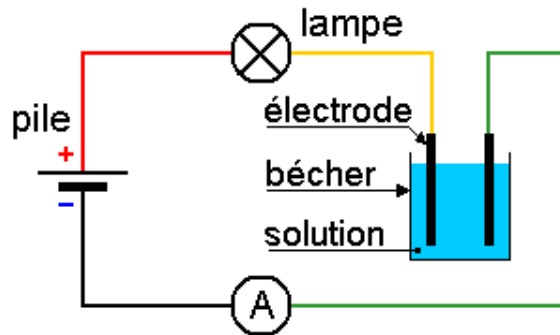 lampe
pile
+
électrode
bécher
–
solution
A